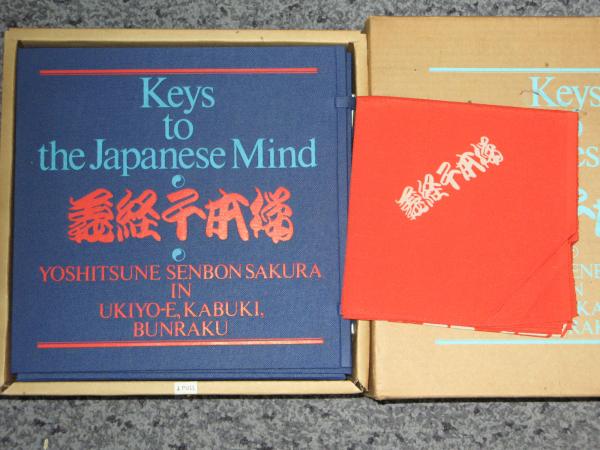 Keys
to
the Japanese Mind
義経千本桜
YOSHITSUNE SENBON SAKURA
IN
UKIYO-E, KABUKI,
BUNRAKU
義経千本桜
Keys